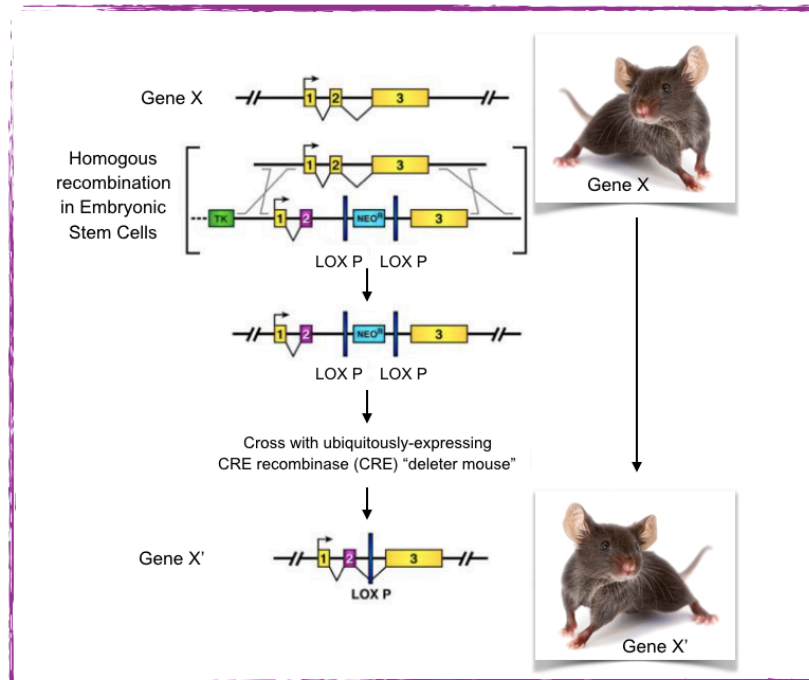 Gene X
1 2 3
Homogous
recombination
in Embryonic
Stem Cells
1 2 3
TK 1 2 NEOᴿ 3
LOX P LOX P
Gene X
1 2 NEOᴿ 3
LOX P LOX P
Cross with ubiquitously-expressing
CRE recombinase (CRE) “deleter mouse”
Gene X’
1 2 3
LOX P
Gene X’